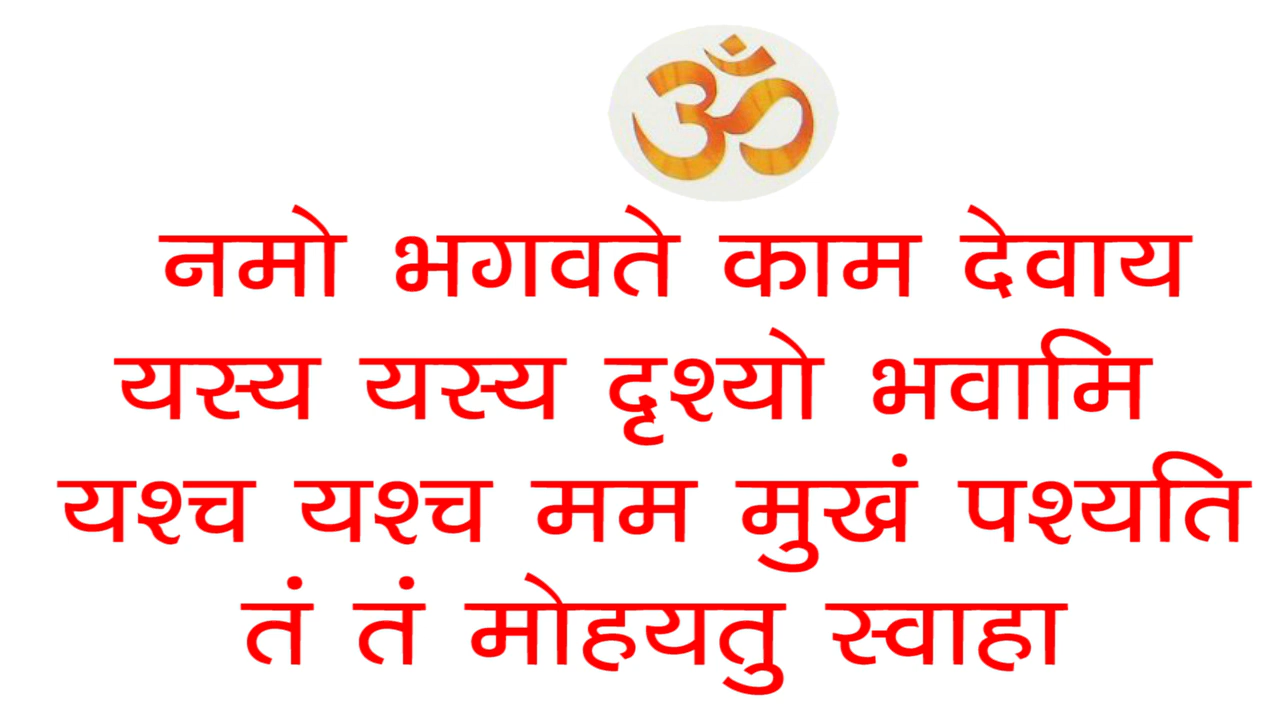 ॐ
नमो भगवते काम देवाय
यस्य यस्य दृश्यो भवामि
यश्च यश्च मम मुखं पश्यति
तं तं मोहयतु स्वाहा